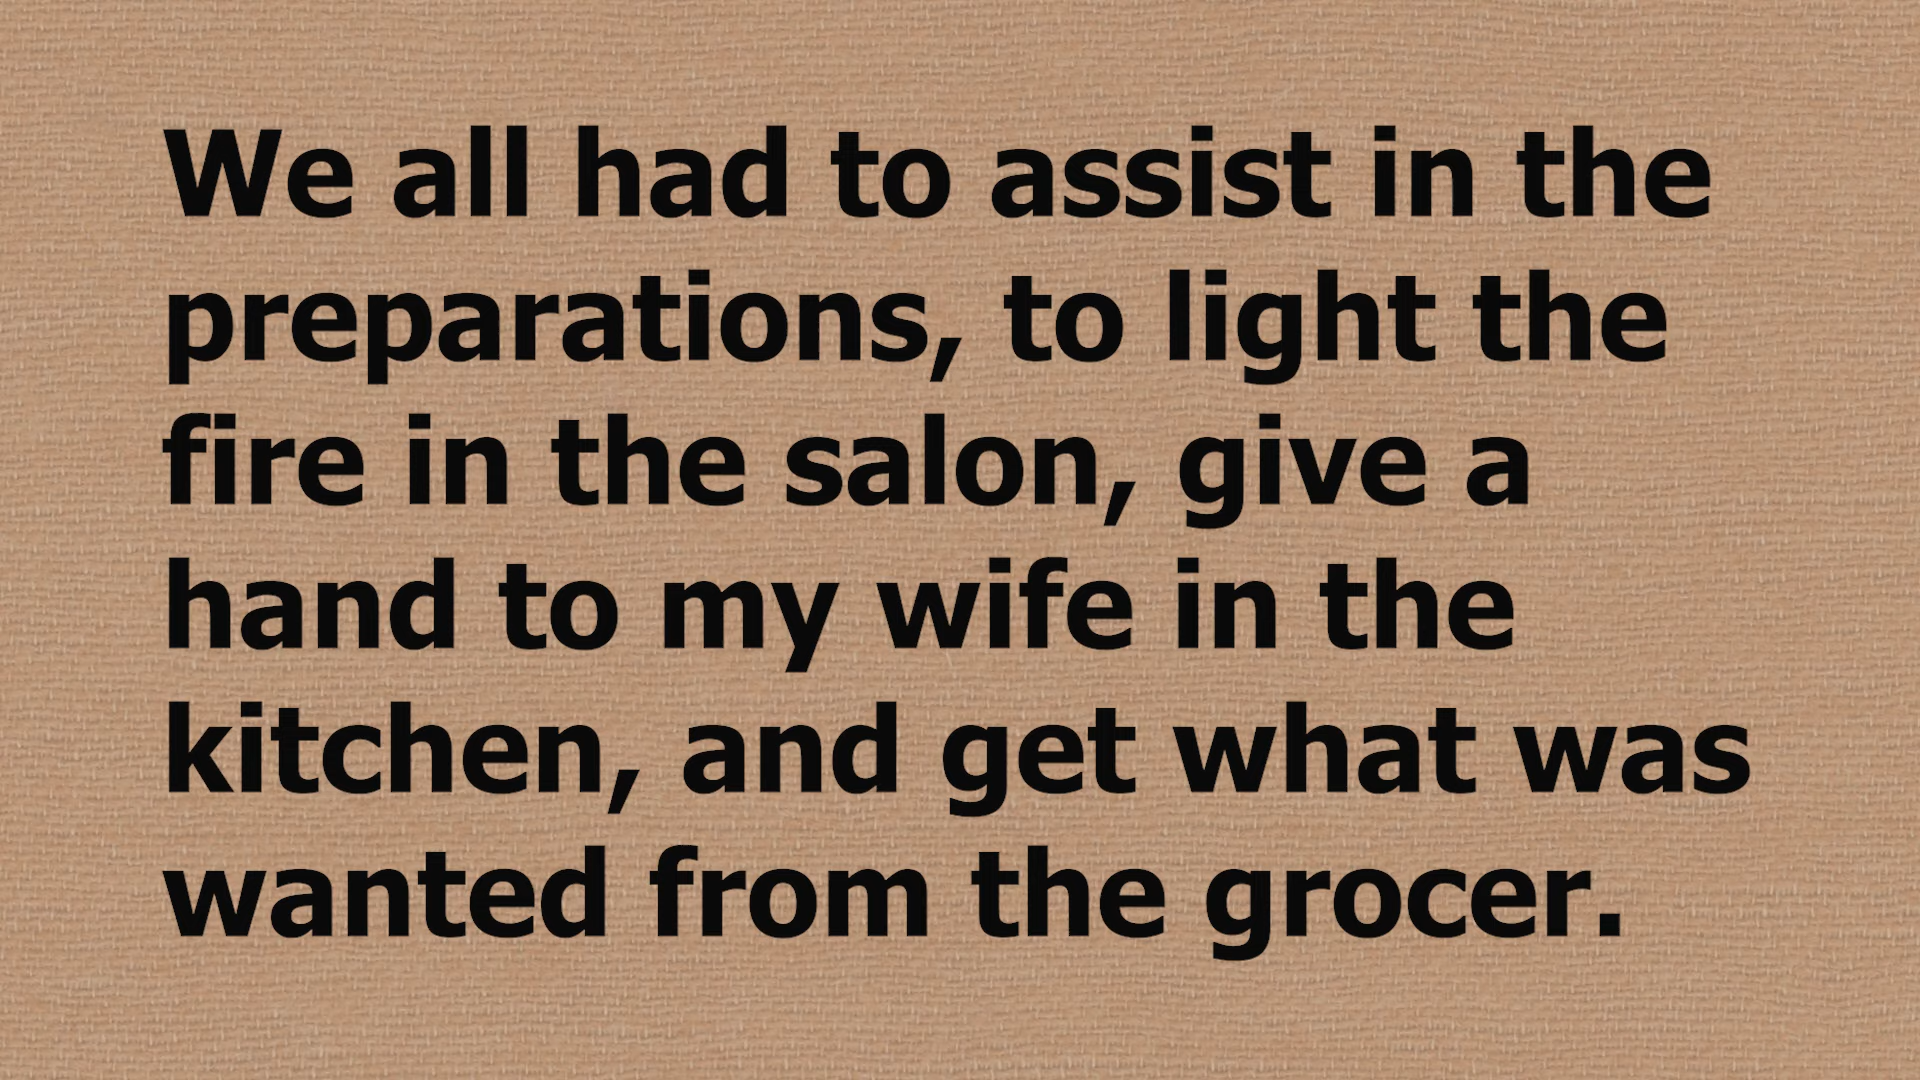 We all had to assist in the
preparations, to light the
fire in the salon, give a
hand to my wife in the
kitchen, and get what was
wanted from the grocer.